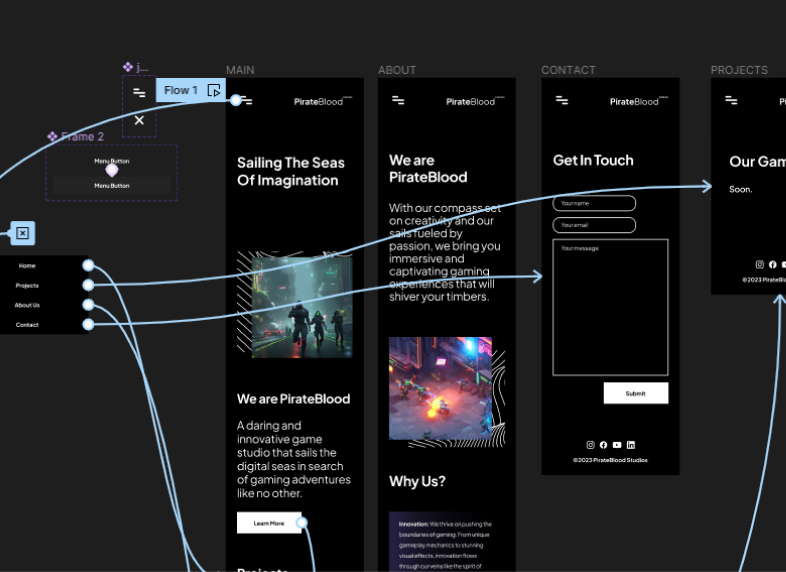 MAIN
ABOUT
CONTACT
PROJECTS
j...
Flow 1
Frame 2
Menu Button
Menu Button
Home
Projects
About Us
Contact
PirateBlood
Sailing The Seas
Of Imagination
We are PirateBlood
A daring and
innovative game
studio that sails the
digital seas in search
of gaming adventures
like no other.
Learn More
Projects
PirateBlood
We are
PirateBlood
With our compass set
on creativity and our
sails fueled by
passion, we bring you
immersive and
captivating gaming
experiences that will
shiver your timbers.
Why Us?
Innovation: We thrive on pushing the
boundaries of gaming. From unique
gameplay mechanics to stunning
visual effects, innovation flows
through our veins like the spirit of
PirateBlood
Get In Touch
Your name
Your email
Your message
Submit
©2023 PirateBlood Studios
Pi
Our Gam
Soon.
©2023 PirateBlo